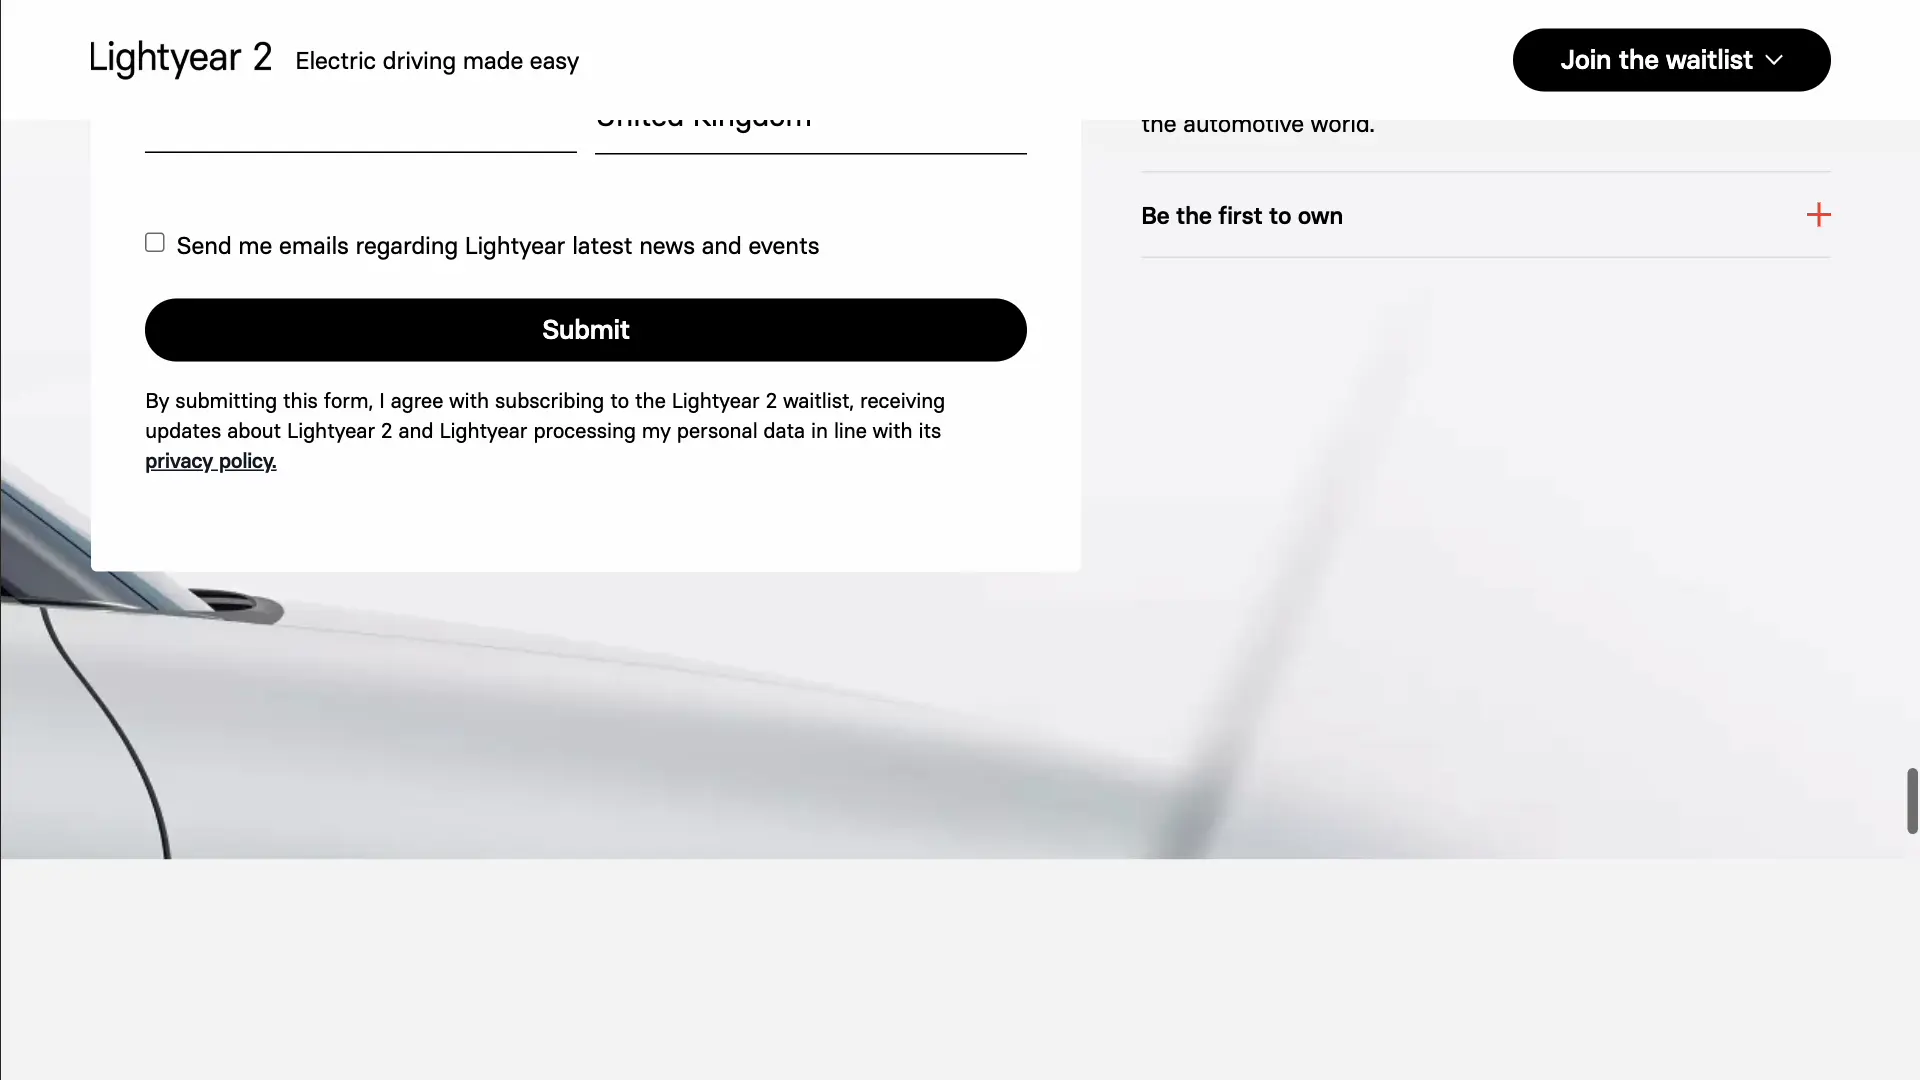 Lightyear 2 Electric driving made easy
Join the waitlist
United Kingdom
the automotive world.
Be the first to own
Send me emails regarding Lightyear latest news and events
Submit
By submitting this form, I agree with subscribing to the Lightyear 2 waitlist, receiving
updates about Lightyear 2 and Lightyear processing my personal data in line with its
privacy policy.